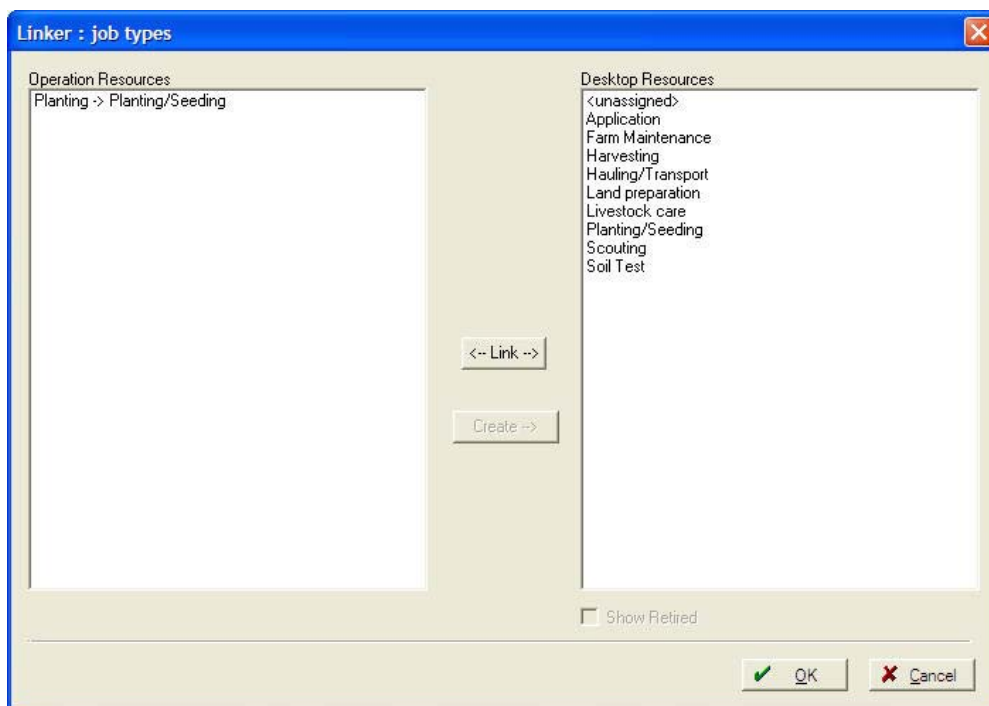 Linker : job types
Operation Resources
Planting -> Planting/Seeding
<-- Link -->
Create -->
Desktop Resources
<unassigned>
Application
Farm Maintenance
Harvesting
Hauling/Transport
Land preparation
Livestock care
Planting/Seeding
Scouting
Soil Test
Show Retired
OK
Cancel